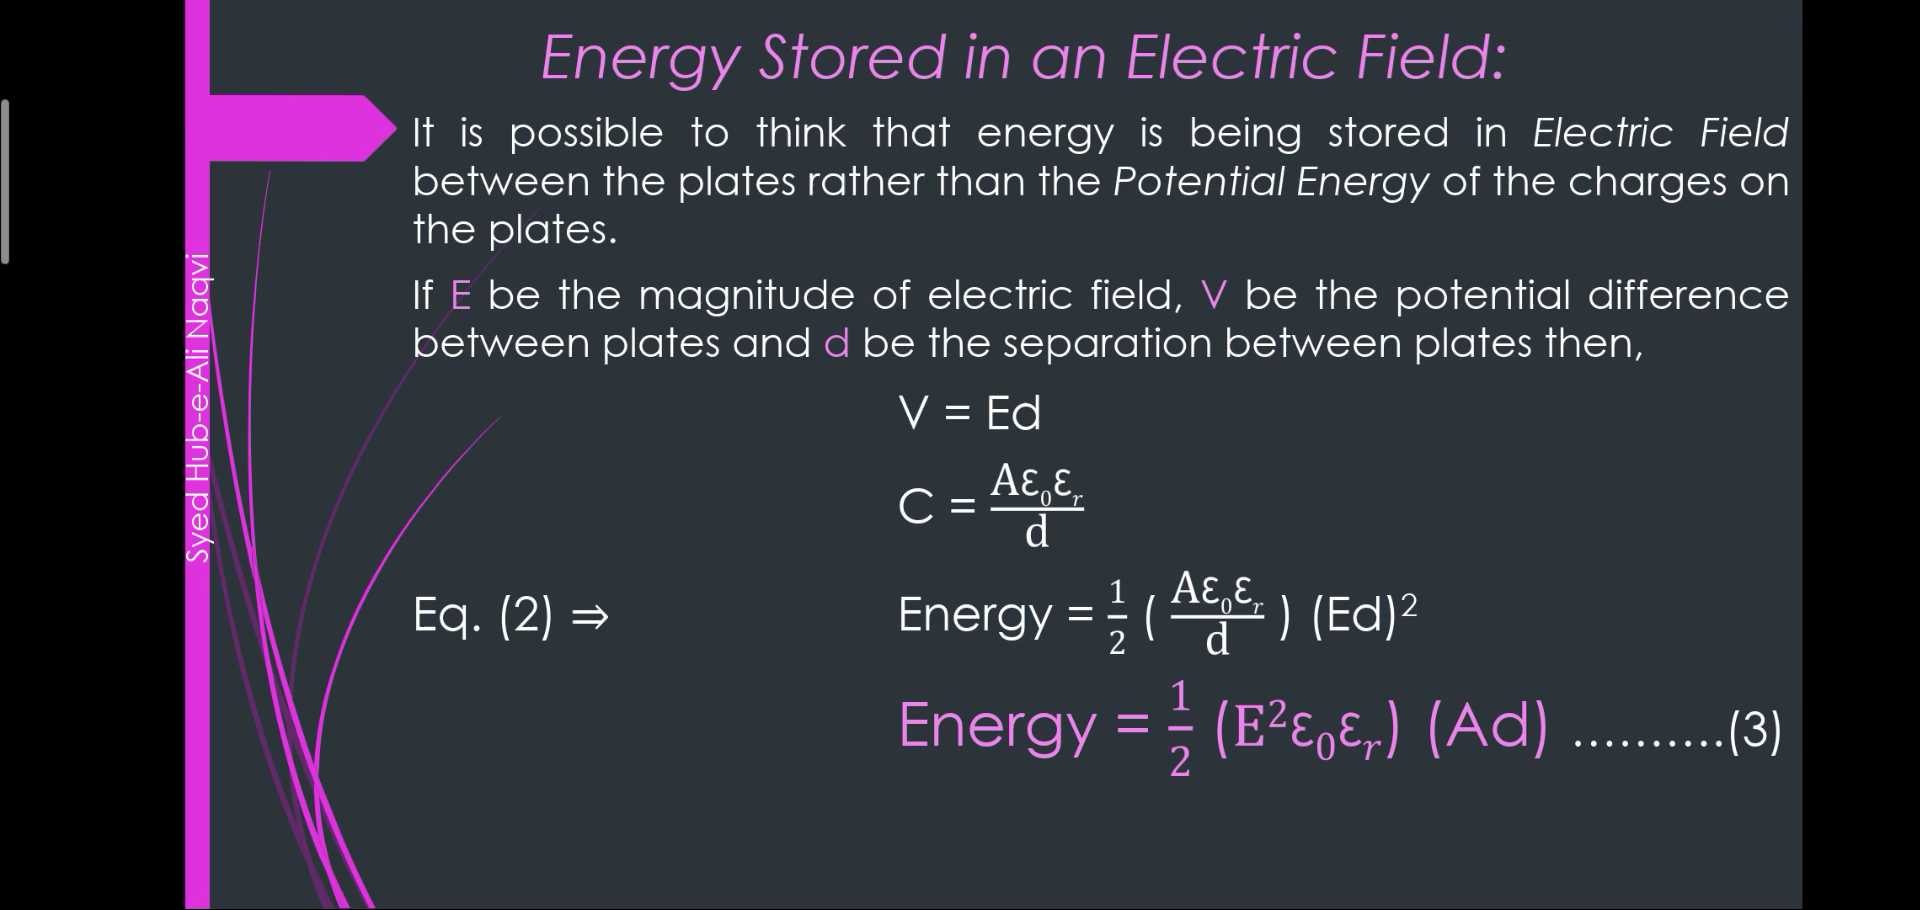 Energy Stored in an Electric Field:
It is possible to think that energy is being stored in Electric Field
between the plates rather than the Potential Energy of the charges on
the plates.
If E be the magnitude of electric field, V be the potential difference
between plates and d be the separation between plates then,
V = Ed
C = Aε₀εᵣ/d
Eq. (2) ⇒ Energy = 1/2 ( Aε₀εᵣ/d ) (Ed)²
Energy = 1/2 (E²ε₀εᵣ) (Ad) ..........(3)
Syed Hub-e-Ali Naqvi